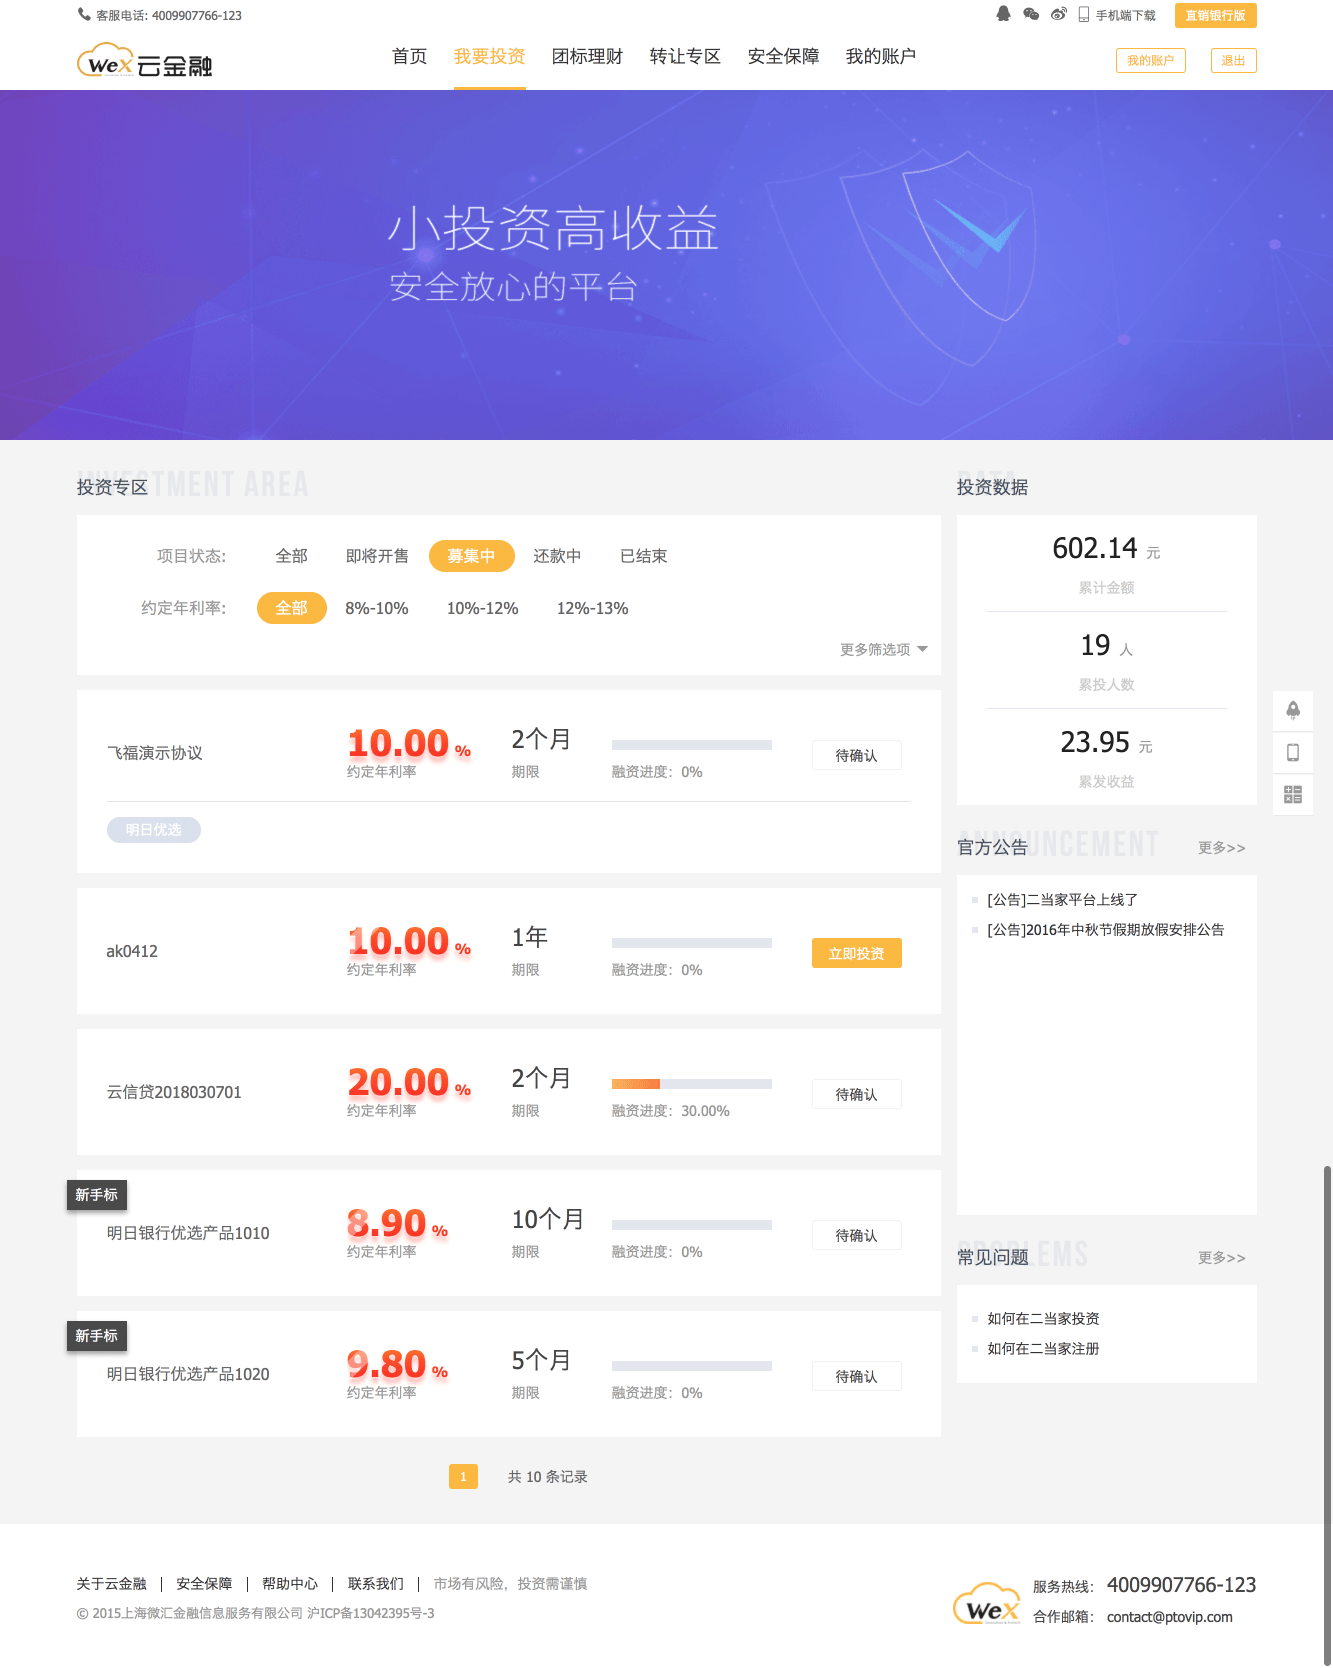 客服电话: 4009907766-123
手机端下载
直销银行版
WeX 云金融
首页
我要投资
团标理财
转让专区
安全保障
我的账户
我的账户
退出
小投资高收益
安全放心的平台
INVESTMENT AREA
投资专区
项目状态:
全部
即将开售
募集中
还款中
已结束
约定年利率:
全部
8%-10%
10%-12%
12%-13%
更多筛选项
飞福演示协议
10.00 %
约定年利率
2个月
期限
融资进度：0%
待确认
明日优选
ak0412
10.00 %
约定年利率
1年
期限
融资进度：0%
立即投资
云信贷2018030701
20.00 %
约定年利率
2个月
期限
融资进度：30.00%
待确认
新手标
明日银行优选产品1010
8.90 %
约定年利率
10个月
期限
融资进度：0%
待确认
新手标
明日银行优选产品1020
9.80 %
约定年利率
5个月
期限
融资进度：0%
待确认
1
共 10 条记录
DATA
投资数据
602.14 元
累计金额
19 人
累投人数
23.95 元
累发收益
ANNOUNCEMENT
官方公告
更多>>
[公告]二当家平台上线了
[公告]2016年中秋节假期放假安排公告
PROBLEMS
常见问题
更多>>
如何在二当家投资
如何在二当家注册
关于云金融 | 安全保障 | 帮助中心 | 联系我们 | 市场有风险，投资需谨慎
© 2015上海微汇金融信息服务有限公司 沪ICP备13042395号-3
WeX
服务热线： 4009907766-123
合作邮箱： contact@ptovip.com